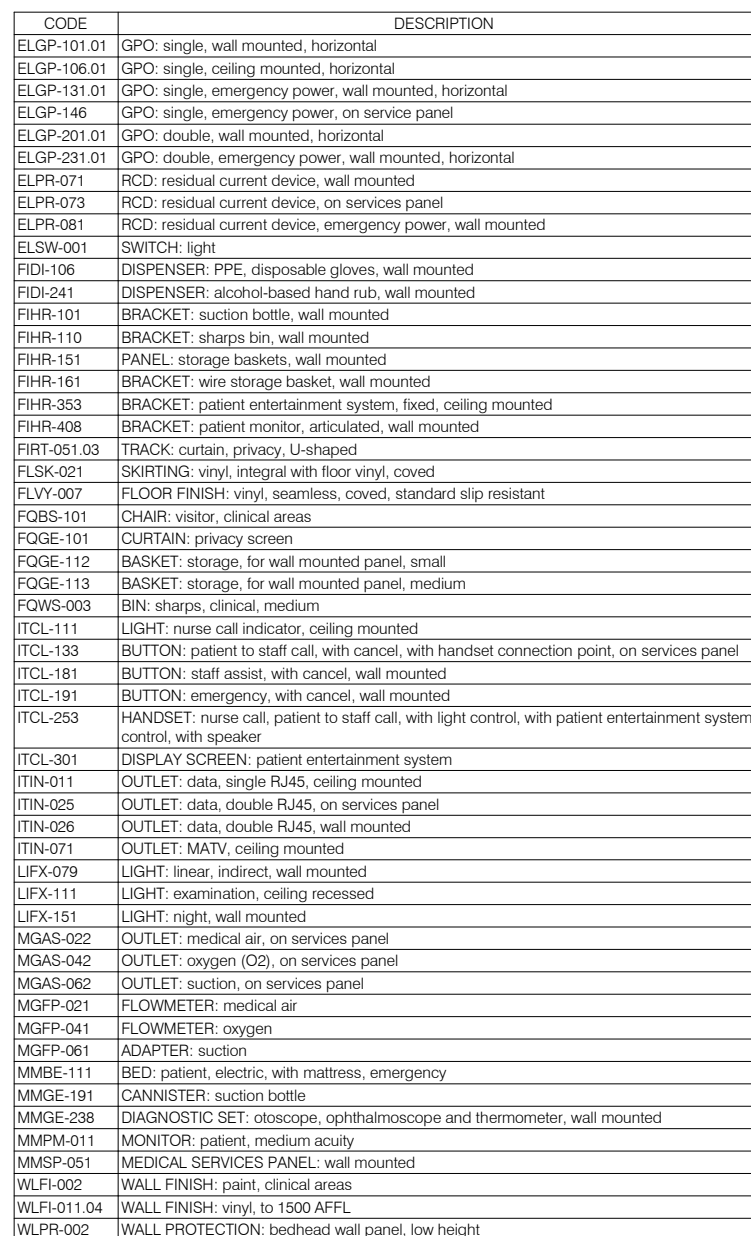 CODE DESCRIPTION
ELGP-101.01 GPO: single, wall mounted, horizontal
ELGP-106.01 GPO: single, ceiling mounted, horizontal
ELGP-131.01 GPO: single, emergency power, wall mounted, horizontal
ELGP-146 GPO: single, emergency power, on service panel
ELGP-201.01 GPO: double, wall mounted, horizontal
ELGP-231.01 GPO: double, emergency power, wall mounted, horizontal
ELPR-071 RCD: residual current device, wall mounted
ELPR-073 RCD: residual current device, on services panel
ELPR-081 RCD: residual current device, emergency power, wall mounted
ELSW-001 SWITCH: light
FIDI-106 DISPENSER: PPE, disposable gloves, wall mounted
FIDI-241 DISPENSER: alcohol-based hand rub, wall mounted
FIHR-101 BRACKET: suction bottle, wall mounted
FIHR-110 BRACKET: sharps bin, wall mounted
FIHR-151 PANEL: storage baskets, wall mounted
FIHR-161 BRACKET: wire storage basket, wall mounted
FIHR-353 BRACKET: patient entertainment system, fixed, ceiling mounted
FIHR-408 BRACKET: patient monitor, articulated, wall mounted
FIRT-051.03 TRACK: curtain, privacy, U-shaped
FLSK-021 SKIRTING: vinyl, integral with floor vinyl, coved
FLVY-007 FLOOR FINISH: vinyl, seamless, coved, standard slip resistant
FQBS-101 CHAIR: visitor, clinical areas
FQGE-101 CURTAIN: privacy screen
FQGE-112 BASKET: storage, for wall mounted panel, small
FQGE-113 BASKET: storage, for wall mounted panel, medium
FQWS-003 BIN: sharps, clinical, medium
ITCL-111 LIGHT: nurse call indicator, ceiling mounted
ITCL-133 BUTTON: patient to staff call, with cancel, with handset connection point, on services panel
ITCL-181 BUTTON: staff assist, with cancel, wall mounted
ITCL-191 BUTTON: emergency, with cancel, wall mounted
ITCL-253 HANDSET: nurse call, patient to staff call, with light control, with patient entertainment system
control, with speaker
ITCL-301 DISPLAY SCREEN: patient entertainment system
ITIN-011 OUTLET: data, single RJ45, ceiling mounted
ITIN-025 OUTLET: data, double RJ45, on services panel
ITIN-026 OUTLET: data, double RJ45, wall mounted
ITIN-071 OUTLET: MATV, ceiling mounted
LIFX-079 LIGHT: linear, indirect, wall mounted
LIFX-111 LIGHT: examination, ceiling recessed
LIFX-151 LIGHT: night, wall mounted
MGAS-022 OUTLET: medical air, on services panel
MGAS-042 OUTLET: oxygen (O2), on services panel
MGAS-062 OUTLET: suction, on services panel
MGFP-021 FLOWMETER: medical air
MGFP-041 FLOWMETER: oxygen
MGFP-061 ADAPTER: suction
MMBE-111 BED: patient, electric, with mattress, emergency
MMGE-191 CANNISTER: suction bottle
MMGE-238 DIAGNOSTIC SET: otoscope, ophthalmoscope and thermometer, wall mounted
MMPM-011 MONITOR: patient, medium acuity
MMSP-051 MEDICAL SERVICES PANEL: wall mounted
WLFI-002 WALL FINISH: paint, clinical areas
WLFI-011.04 WALL FINISH: vinyl, to 1500 AFFL
WLPR-002 WALL PROTECTION: bedhead wall panel, low height